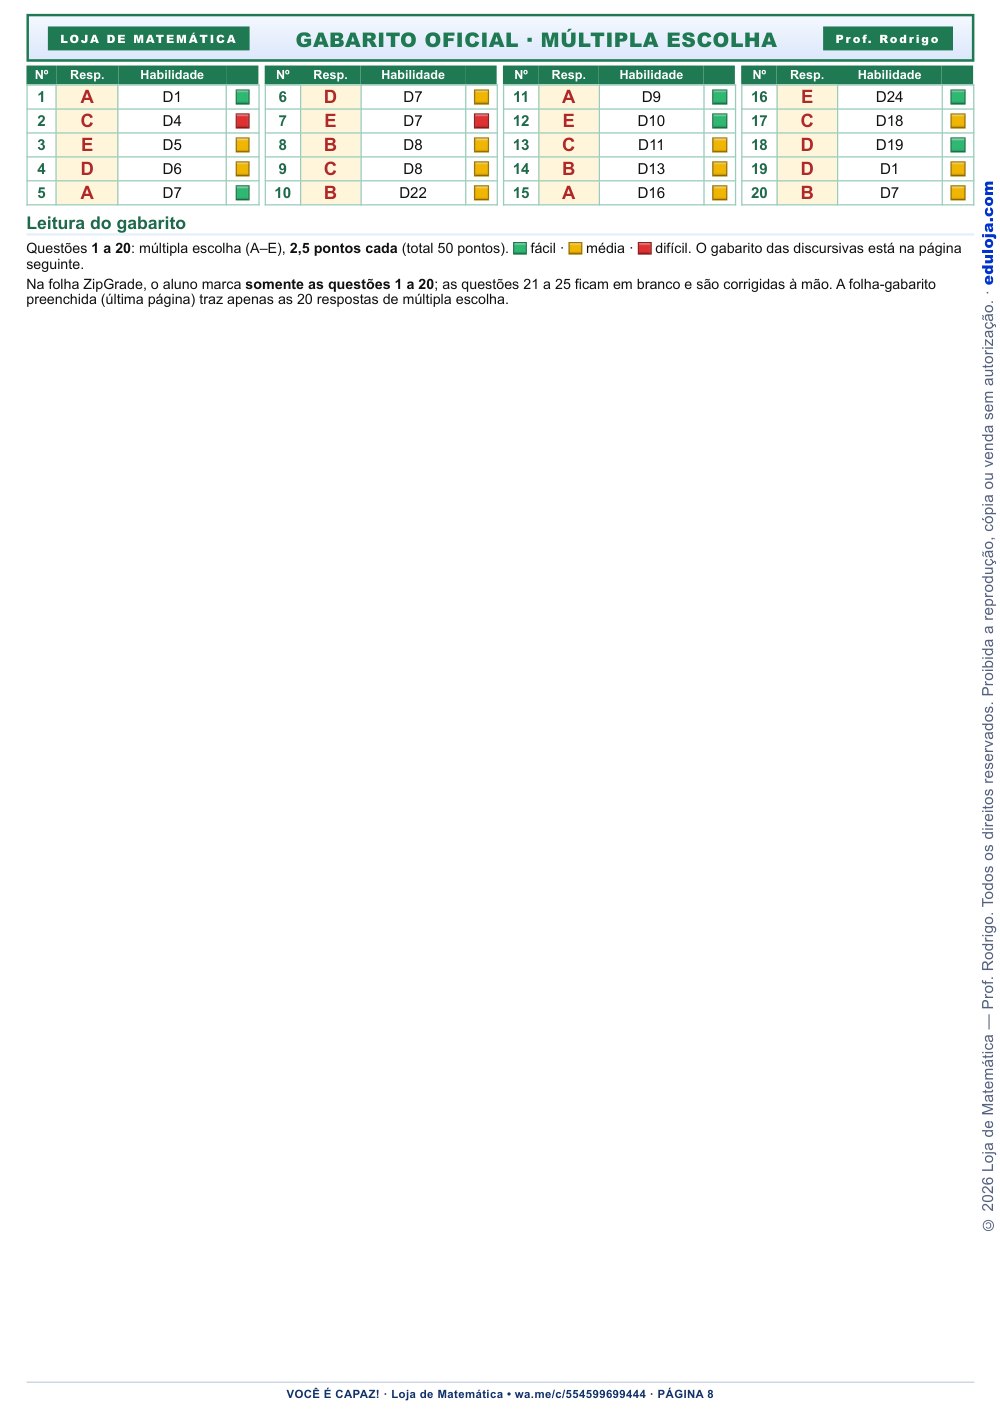 LOJA DE MATEMÁTICA
GABARITO OFICIAL · MÚLTIPLA ESCOLHA
Prof. Rodrigo
Nº Resp. Habilidade
1 A D1
2 C D4
3 E D5
4 D D6
5 A D7
Nº Resp. Habilidade
6 D D7
7 E D7
8 B D8
9 C D8
10 B D22
Nº Resp. Habilidade
11 A D9
12 E D10
13 C D11
14 B D13
15 A D16
Nº Resp. Habilidade
16 E D24
17 C D18
18 D D19
19 D D1
20 B D7
Leitura do gabarito
Questões 1 a 20: múltipla escolha (A–E), 2,5 pontos cada (total 50 pontos). fácil · média · difícil. O gabarito das discursivas está na página
seguinte.
Na folha ZipGrade, o aluno marca somente as questões 1 a 20; as questões 21 a 25 ficam em branco e são corrigidas à mão. A folha-gabarito
preenchida (última página) traz apenas as 20 respostas de múltipla escolha.
© 2026 Loja de Matemática — Prof. Rodrigo. Todos os direitos reservados. Proibida a reprodução, cópia ou venda sem autorização. · eduloja.com
VOCÊ É CAPAZ! · Loja de Matemática • wa.me/c/554599699444 · PÁGINA 8